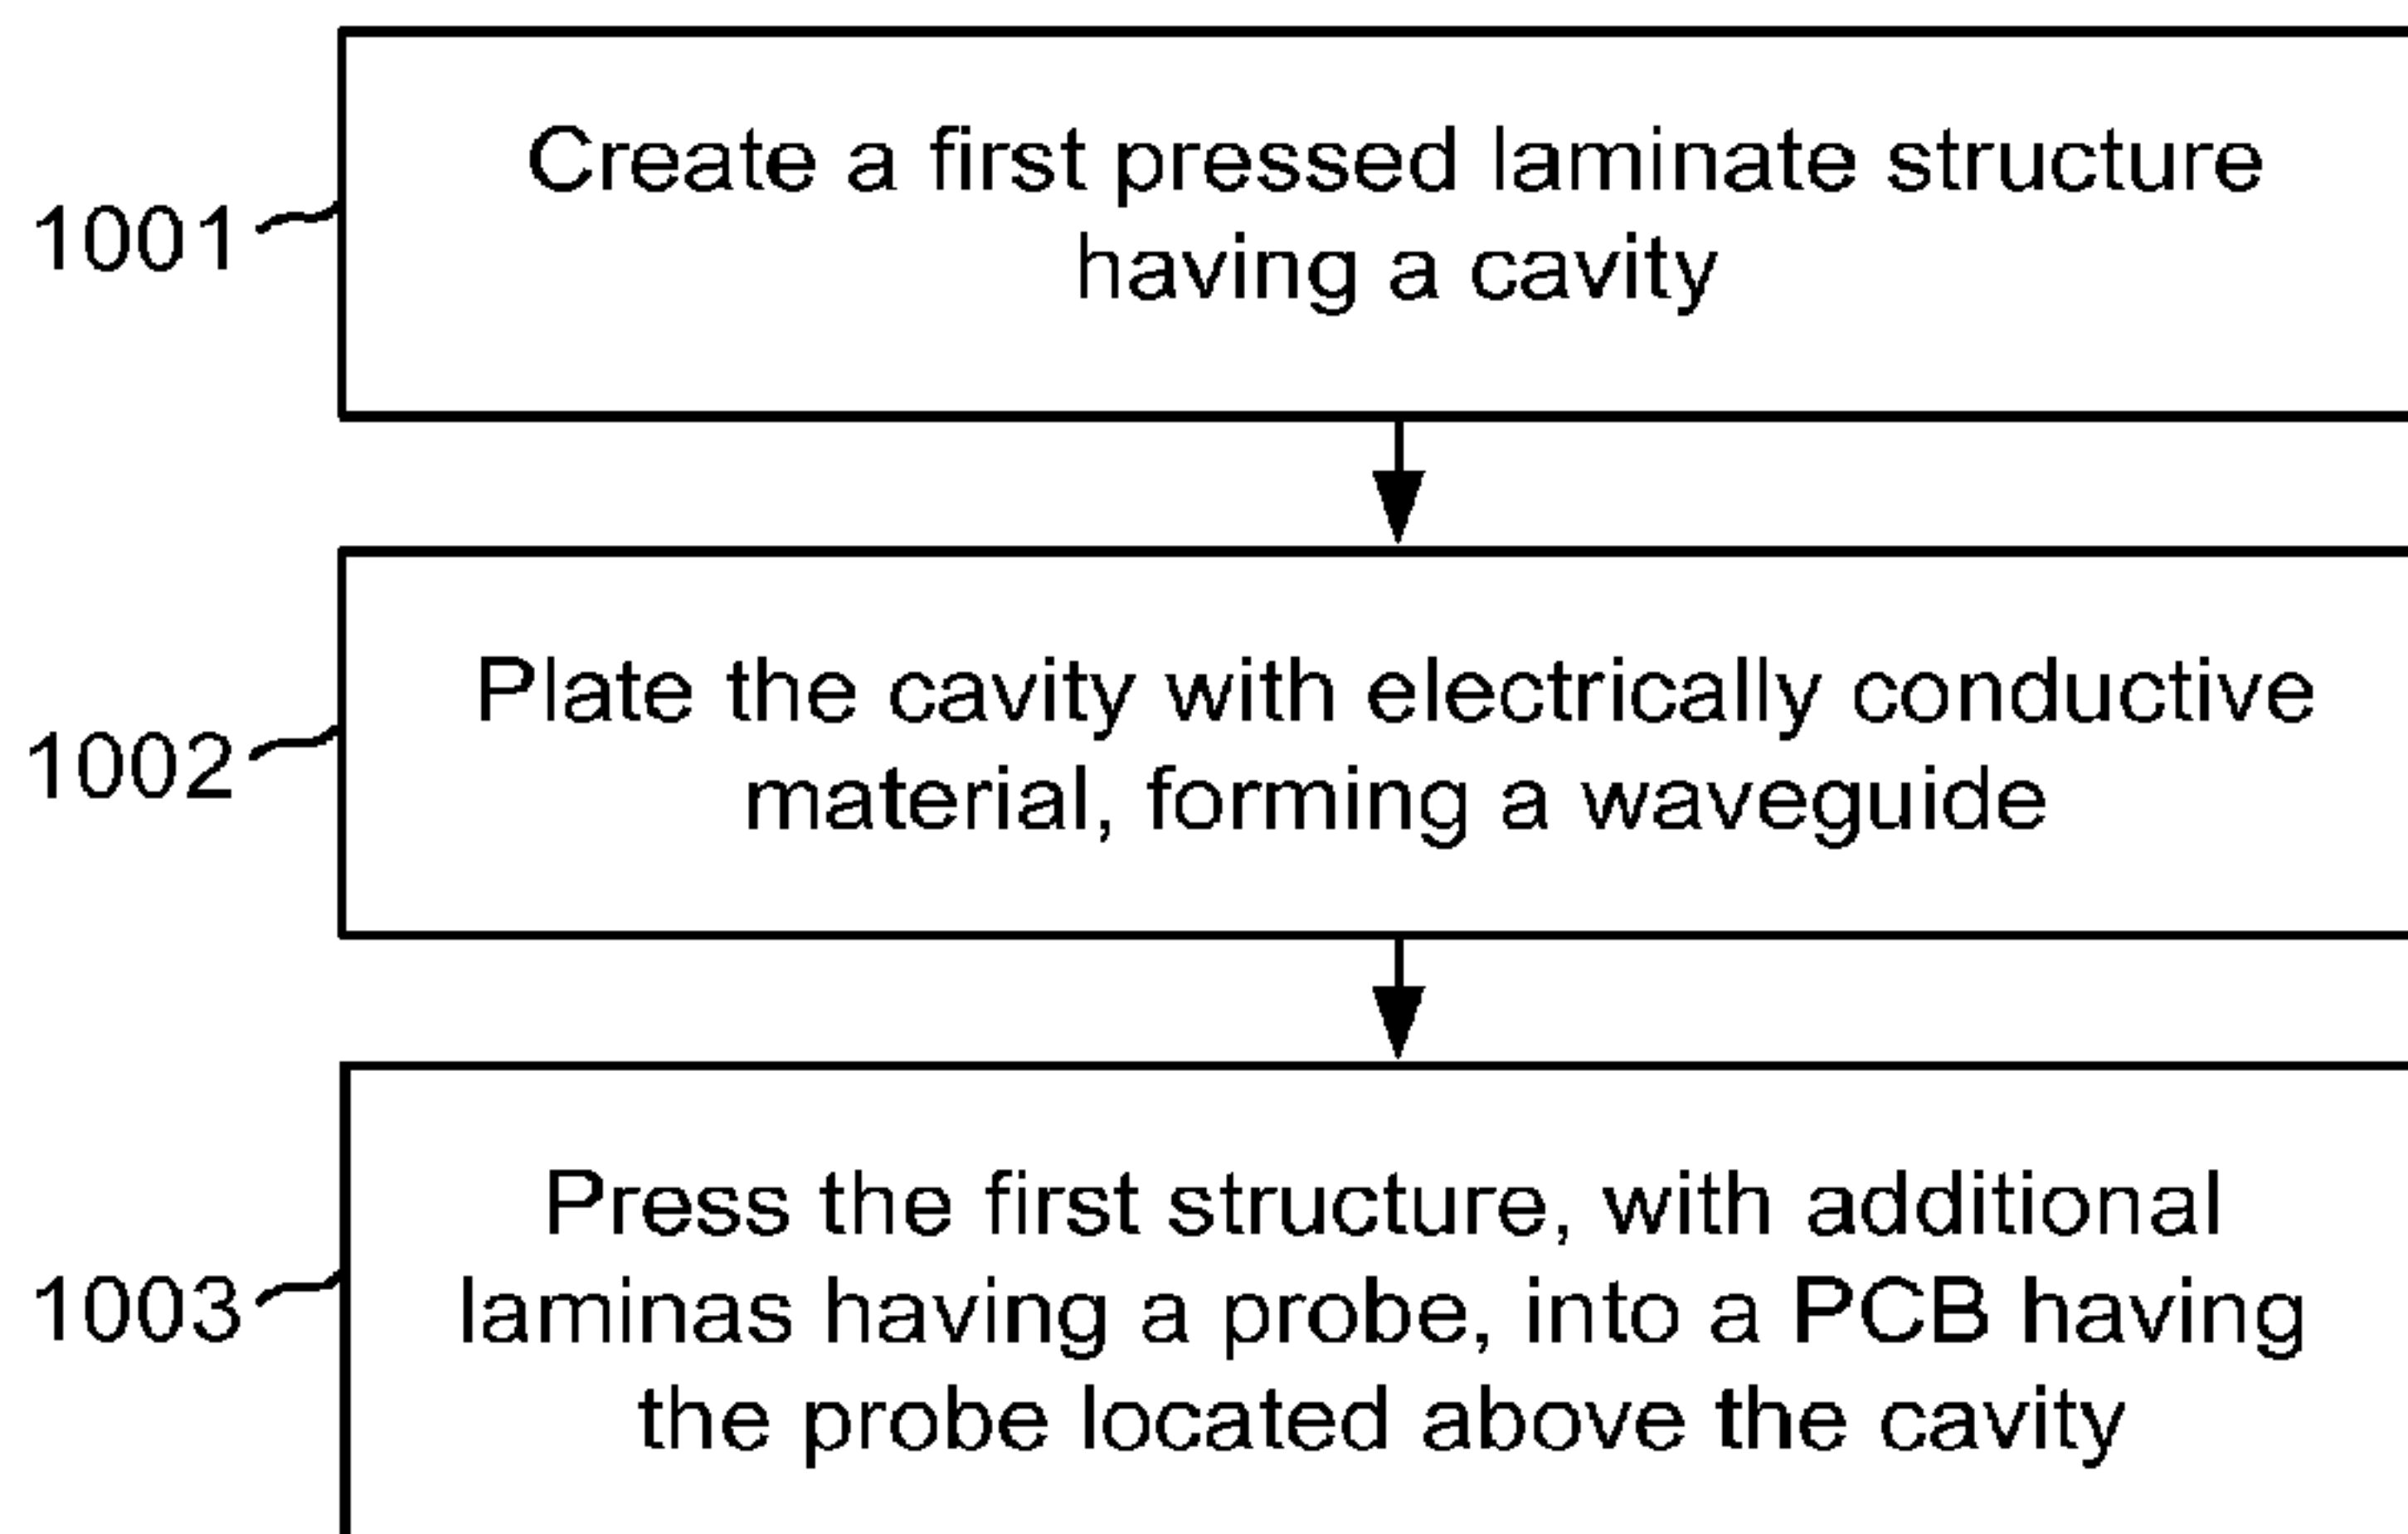 Create a first pressed laminate structure
1001
having a cavity
Plate the cavity with electrically conductive
1002
material, forming a waveguide
Press the first structure, with additional
1003
laminas having a probe, into a PCB having
the probe located above the cavity